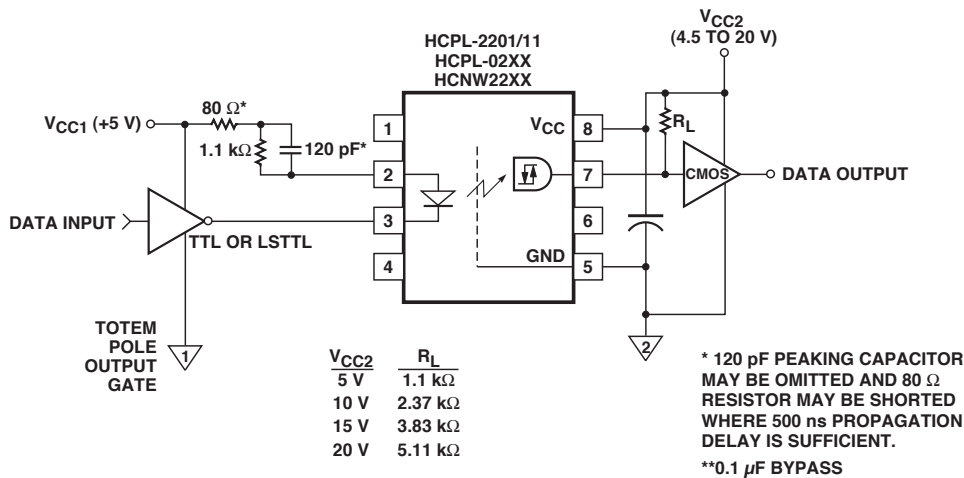 HCPL-2201/11
HCPL-02XX
HCNW22XX
VCC2
(4.5 TO 20 V)
VCC1 (+5 V)
80 Ω*
1.1 kΩ
120 pF*
1
2
3
4
VCC
8
7
6
GND
5
RL
CMOS
DATA OUTPUT
DATA INPUT
TTL OR LSTTL
TOTEM
POLE
OUTPUT
GATE
1
2
VCC2 RL
5 V 1.1 kΩ
10 V 2.37 kΩ
15 V 3.83 kΩ
20 V 5.11 kΩ
* 120 pF PEAKING CAPACITOR
MAY BE OMITTED AND 80 Ω
RESISTOR MAY BE SHORTED
WHERE 500 ns PROPAGATION
DELAY IS SUFFICIENT.
**0.1 µF BYPASS